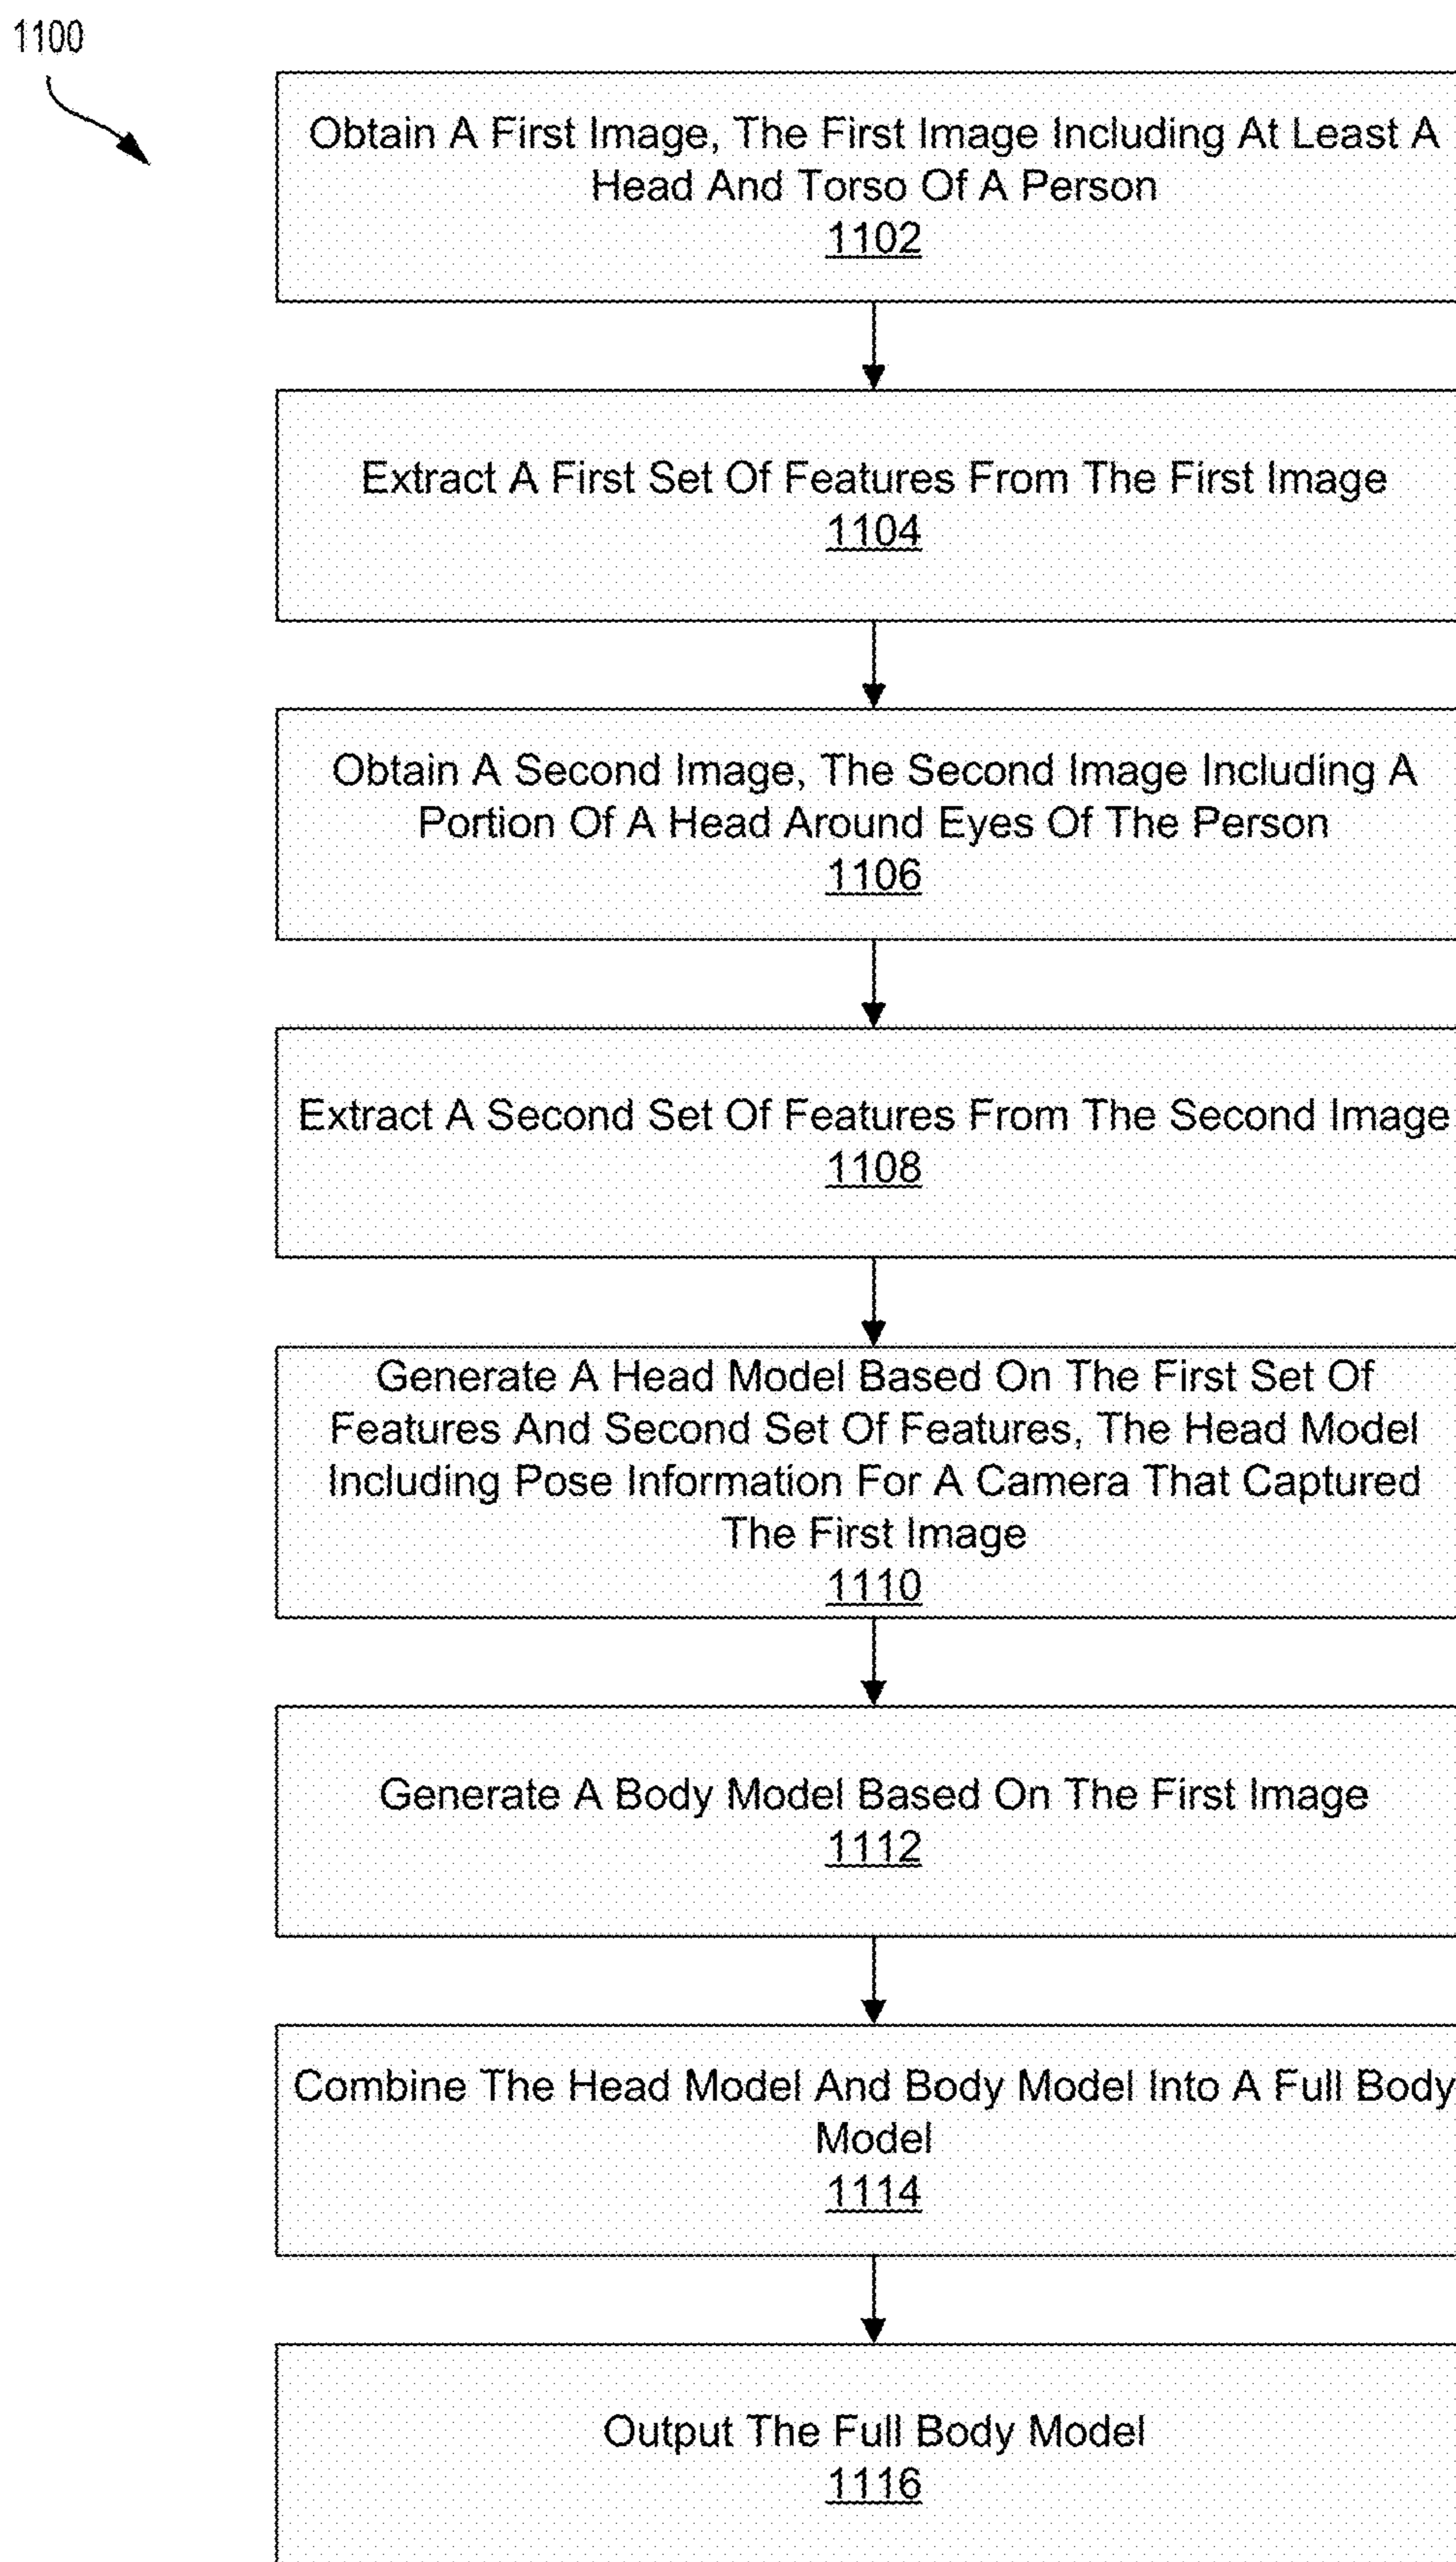 1100
Obtain A First Image, The First Image Including At Least A
Head And Torso Of A Person
1102
Extract A First Set Of Features From The First Image
1104
Obtain A Second Image, The Second Image Including A
Portion Of A Head Around Eyes Of The Person
1106
Extract A Second Set Of Features From The Second Image
1108
Generate A Head Model Based On The First Set Of
Features And Second Set Of Features, The Head Model
Including Pose Information For A Camera That Captured
The First Image
1110
Generate A Body Model Based On The First Image
1112
Combine The Head Model And Body Model Into A Full Body
Model
1114
Output The Full Body Model
1116